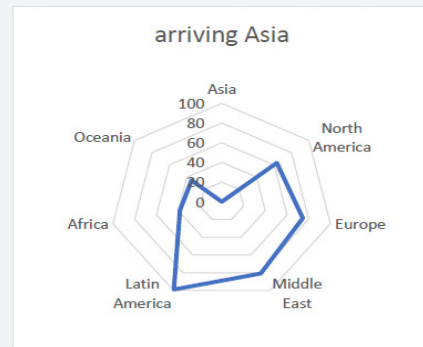 arriving Asia
Asia
100
80
60
40
20
0
North
America
Europe
Middle
East
Latin
America
Africa
Oceania